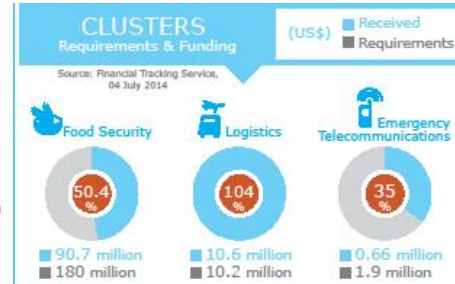 CLUSTERS
Requirements & Funding
(US$)
Received
Requirements
Source: Financial Tracking Service,
04 July 2014
Food Security
Logistics
Emergency
Telecommunications
50.4
%
104
%
35
%
90.7 million
180 million
10.6 million
10.2 million
0.66 million
1.9 million